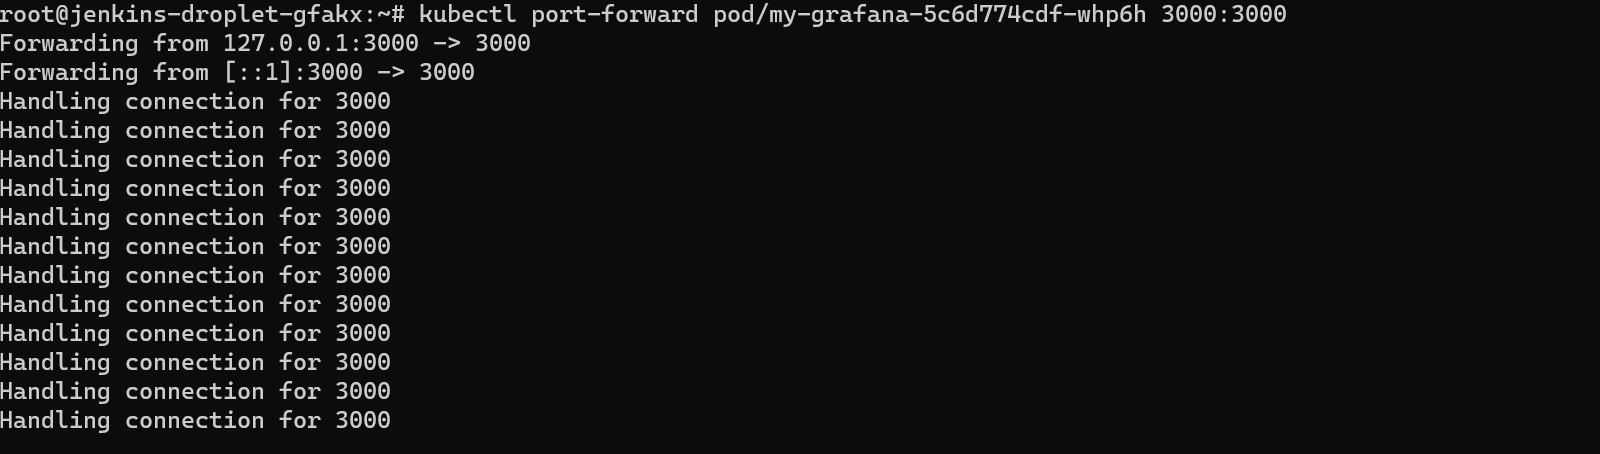 root@jenkins-droplet-gfakx:~# kubectl port-forward pod/my-grafana-5c6d774cdf-whp6h 3000:3000
Forwarding from 127.0.0.1:3000 -> 3000
Forwarding from [::1]:3000 -> 3000
Handling connection for 3000
Handling connection for 3000
Handling connection for 3000
Handling connection for 3000
Handling connection for 3000
Handling connection for 3000
Handling connection for 3000
Handling connection for 3000
Handling connection for 3000
Handling connection for 3000
Handling connection for 3000
Handling connection for 3000